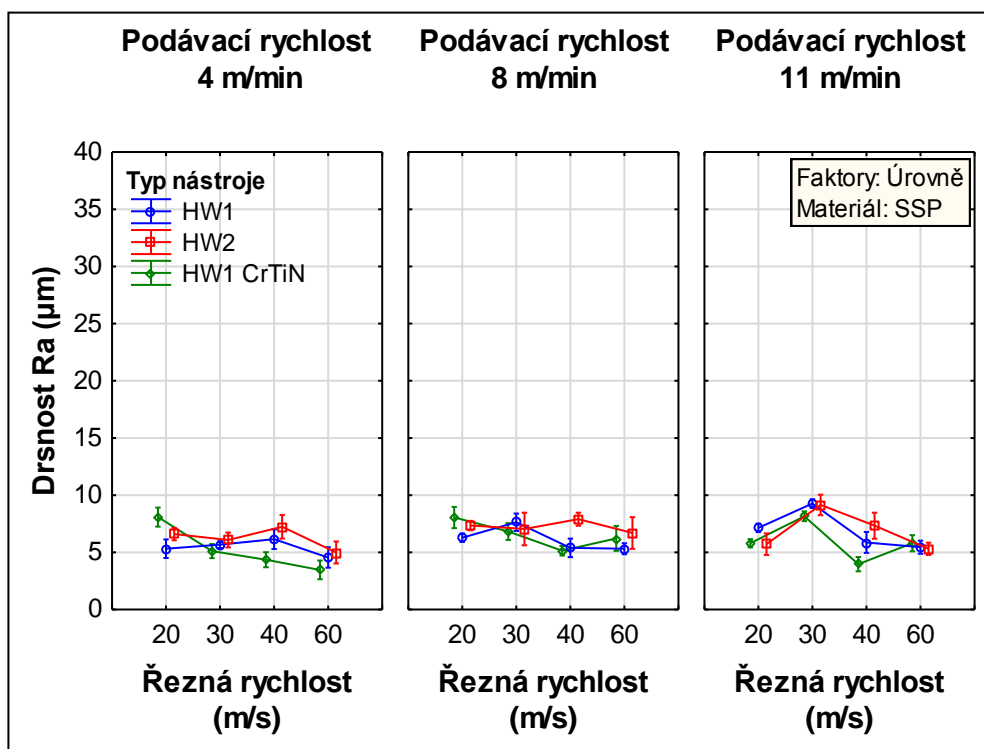 Podávací rychlost
4 m/min
Podávací rychlost
8 m/min
Podávací rychlost
11 m/min
Drsnost Ra (µm)
40
35
30
25
20
15
10
5
0
Typ nástroje
HW1
HW2
HW1 CrTiN
Faktory: Úrovně
Materiál: SSP
20 30 40 60
20 30 40 60
20 30 40 60
Řezná rychlost
(m/s)
Řezná rychlost
(m/s)
Řezná rychlost
(m/s)